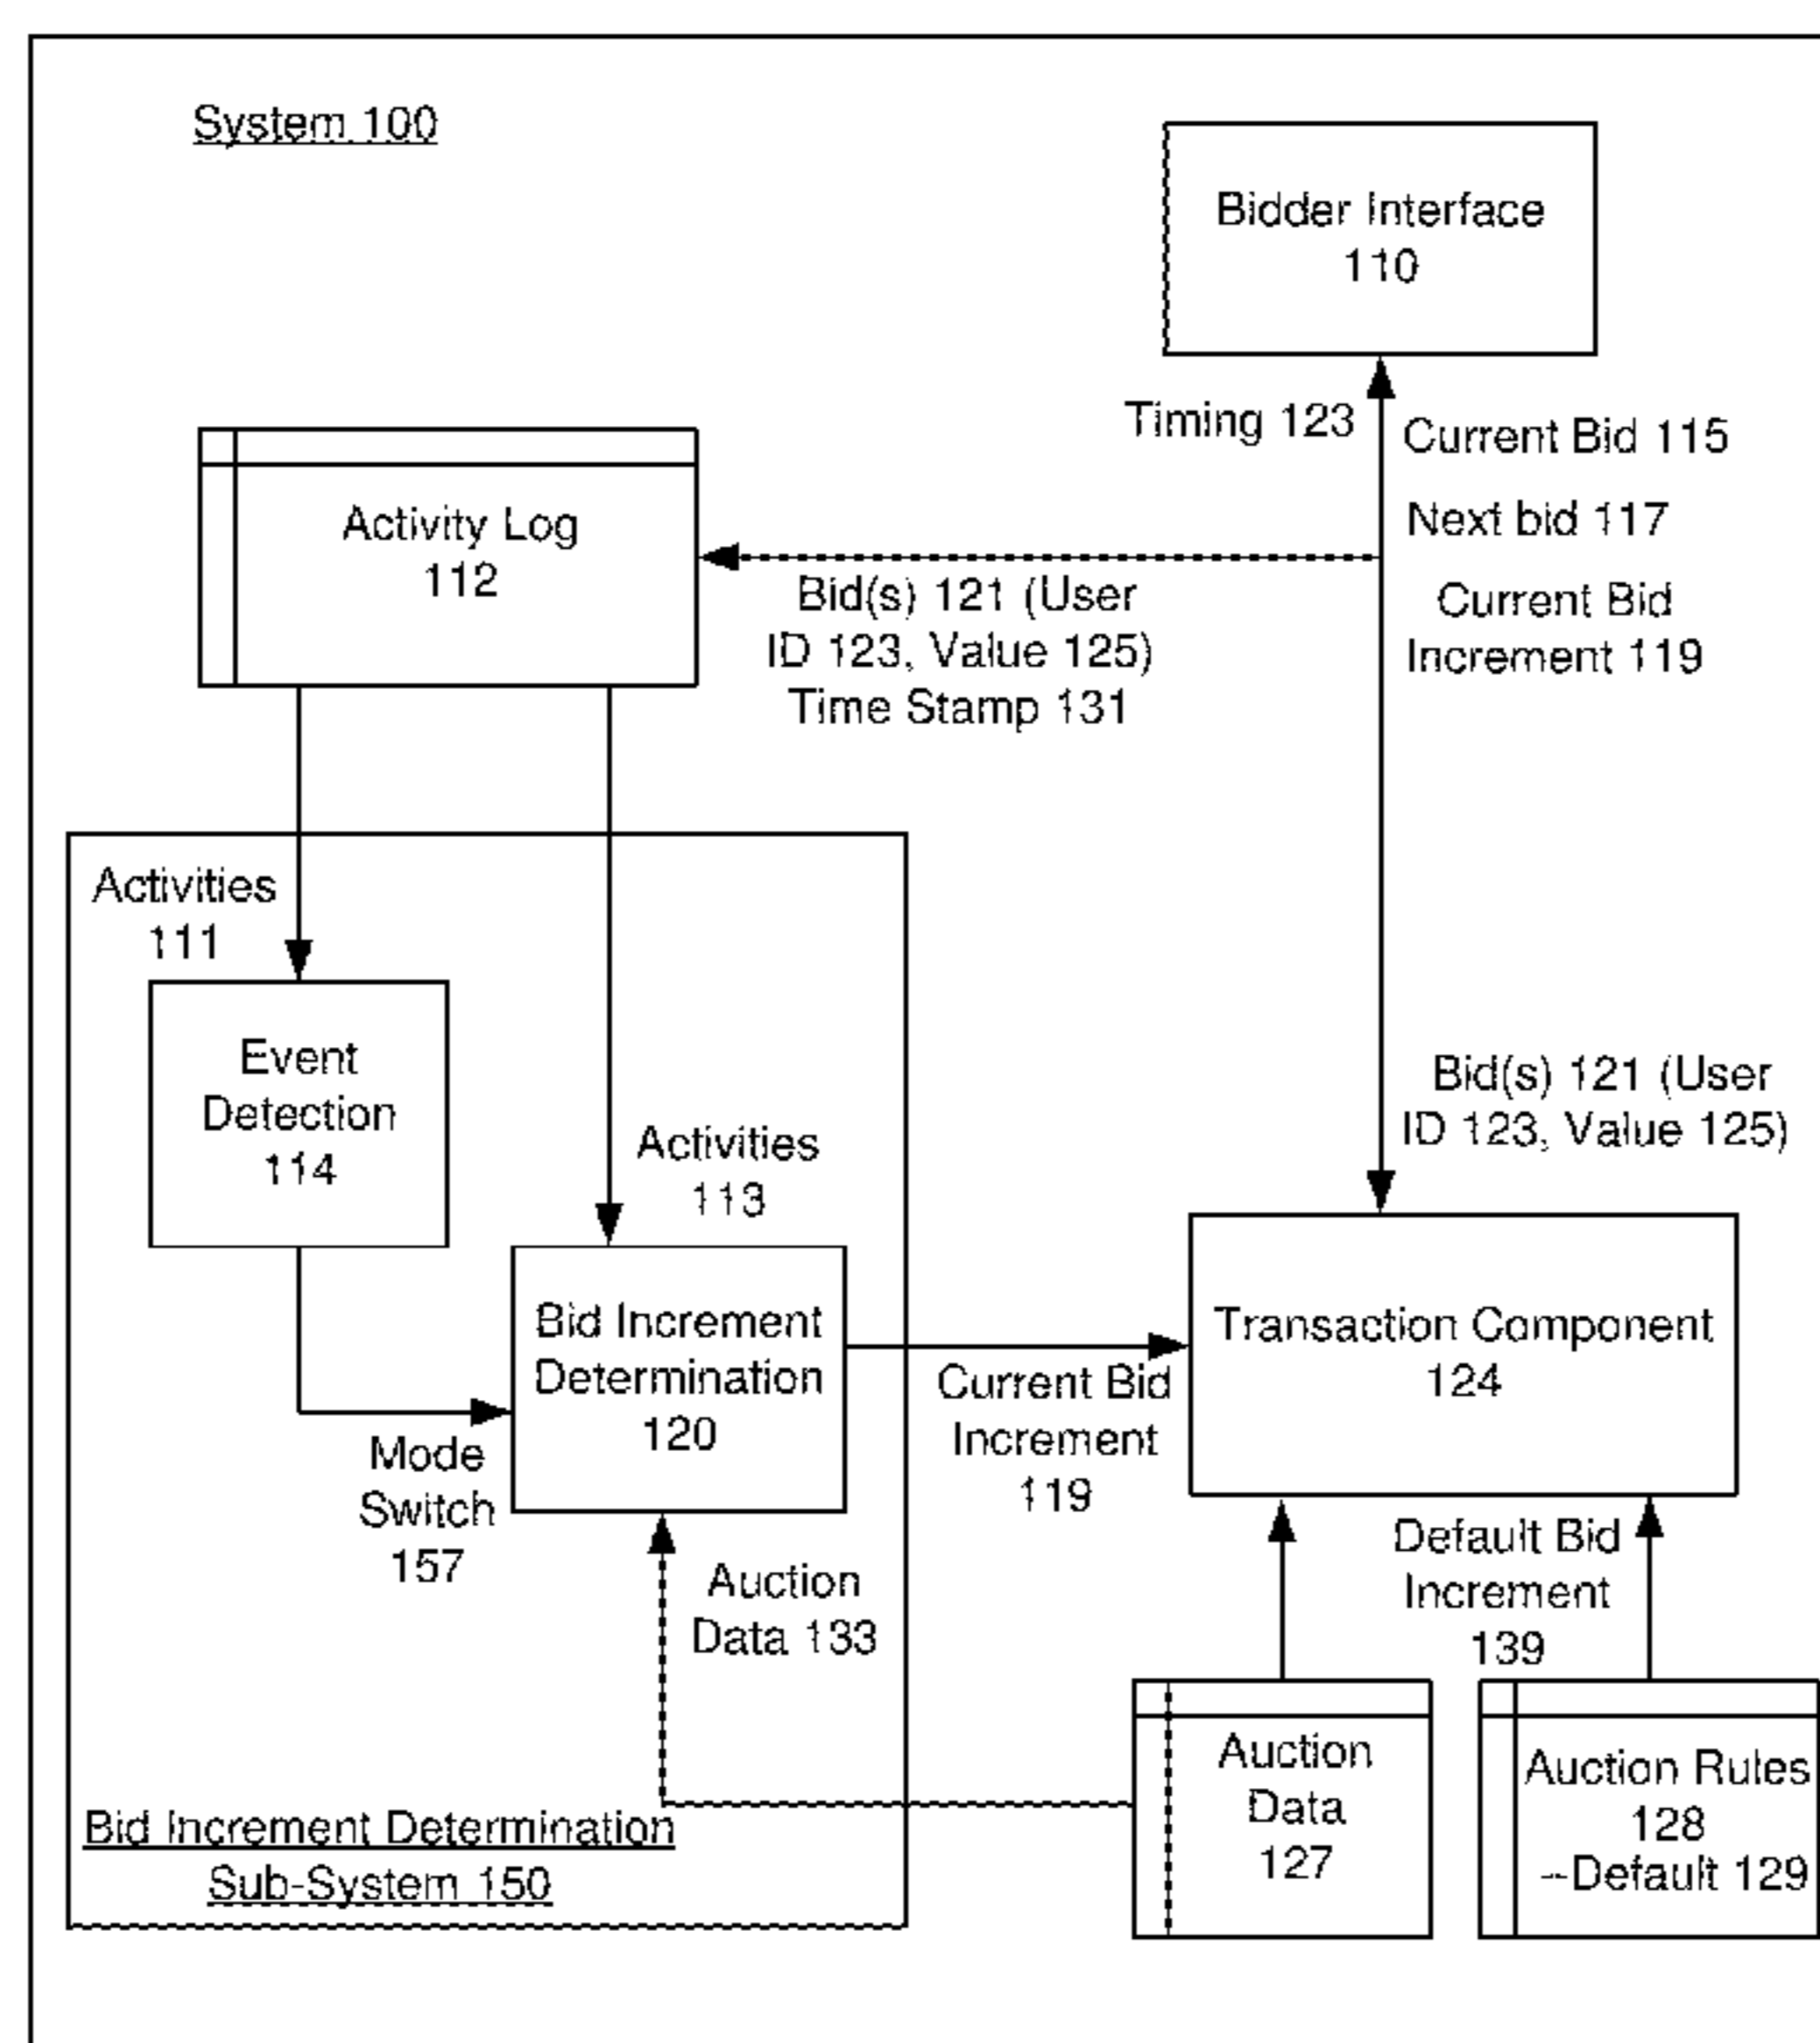 System 100
Bidder Interface
110
Timing 123
Current Bid 115
Next bid 117
Current Bid
Increment 119
Activity Log
112
Bid(s) 121 (User
ID 123, Value 125)
Time Stamp 131
Activities
111
Event
Detection
114
Activities
113
Bid(s) 121 (User
ID 123, Value 125)
Bid Increment
Determination
120
Transaction Component
124
Current Bid
Increment
119
Mode
Switch
157
Auction
Data 133
Default Bid
Increment
139
Auction
Data
127
Auction Rules
128
--Default 129
Bid Increment Determination
Sub-System 150